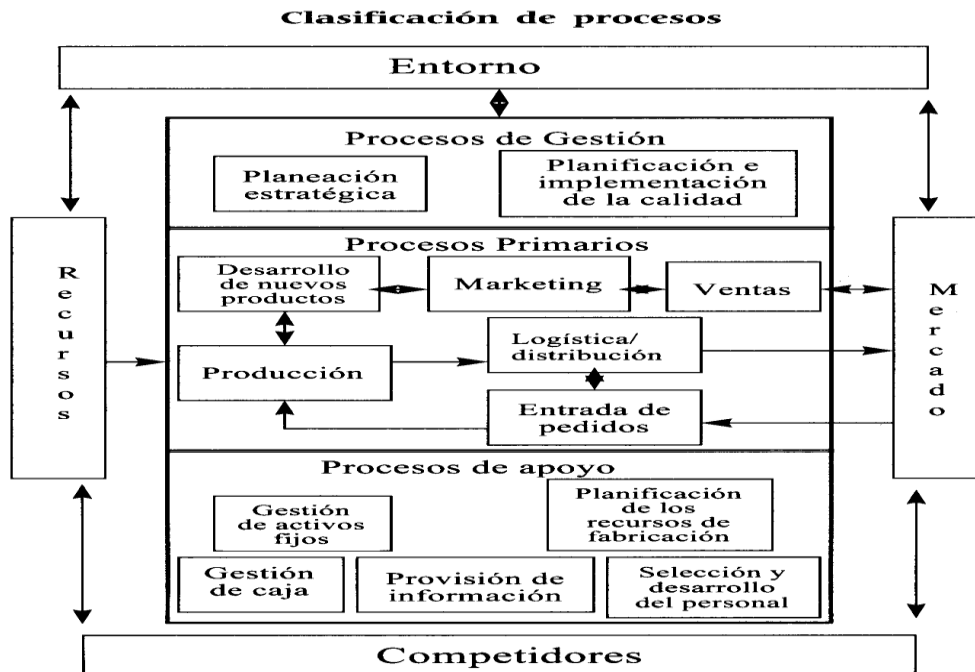 Clasificación de procesos
Entorno
Procesos de Gestión
Planeación
estratégica
Planificación e
implementación
de la calidad
Recursos
Procesos Primarios
Desarrollo
de nuevos
productos
Marketing
Ventas
Mercado
Producción
Logística/
distribución
Entrada de
pedidos
Procesos de apoyo
Gestión
de activos
fijos
Planificación
de los
recursos de
fabricación
Gestión
de caja
Provisión de
información
Selección y
desarrollo
del personal
Competidores